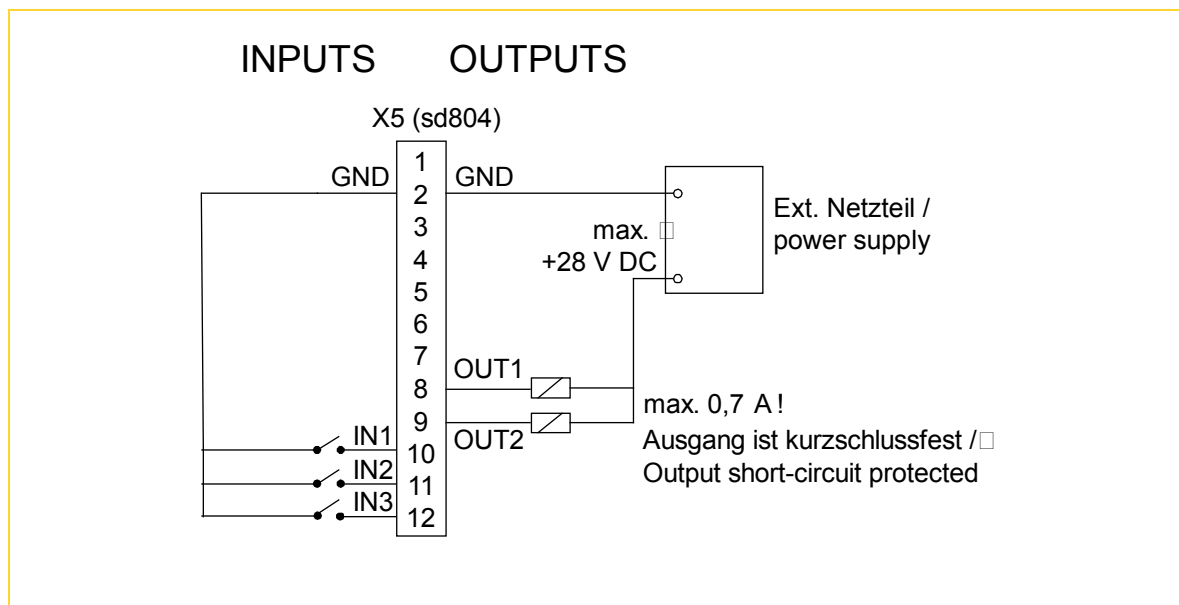 INPUTS OUTPUTS
X5 (sd804)
1
GND 2 GND
3
4
5
6
7
OUT1
8
9
OUT2
IN1 10
IN2 11
IN3 12
max.
+28 V DC
Ext. Netzteil /
power supply
max. 0,7 A !
Ausgang ist kurzschlussfest /
Output short-circuit protected